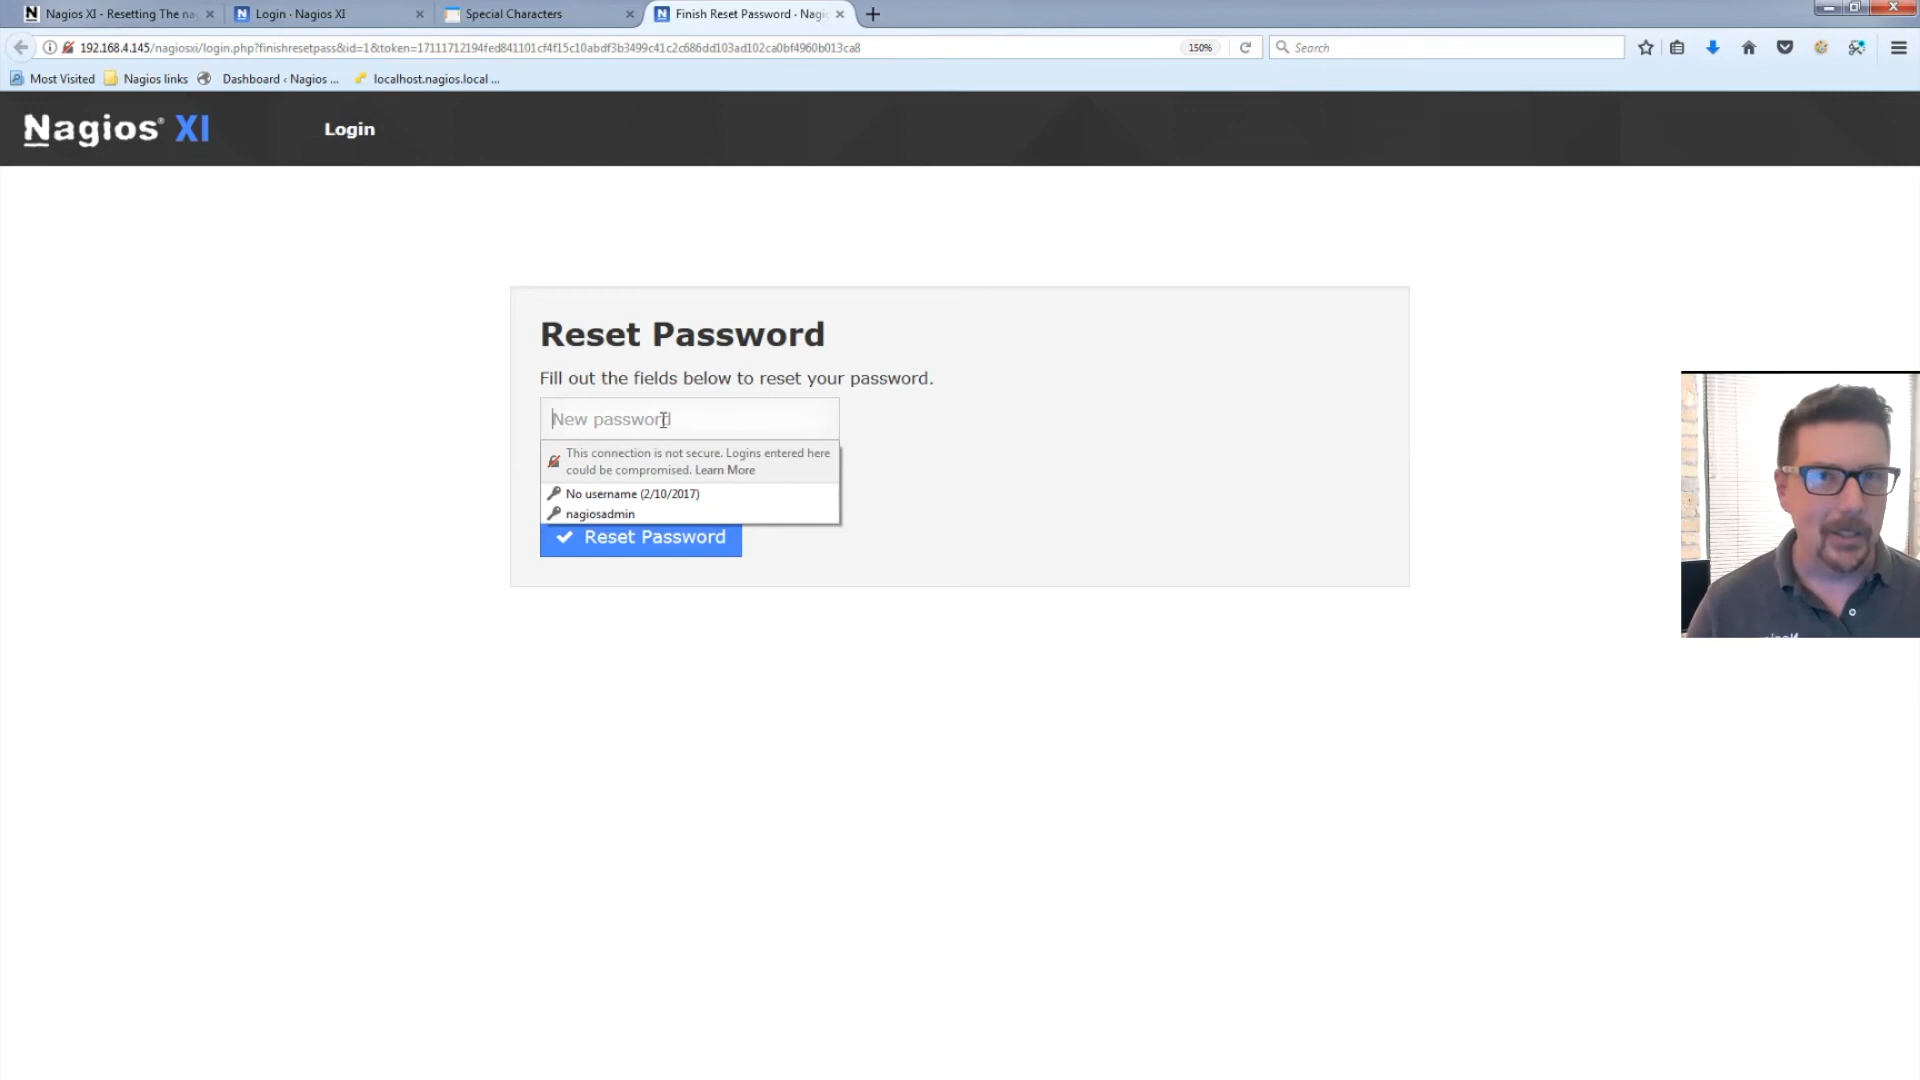 Nagios XI - Resetting The na
Login · Nagios XI
Special Characters
Finish Reset Password · Nagi
192.168.4.145/nagiosxi/login.php?finishresetpass&id=1&token=17111712194fed841101cf4f15c10abdf3b3499c41c2c686dd103ad102ca0bf4960b013ca8
150%
Search
Most Visited
Nagios links
Dashboard ‹ Nagios ...
localhost.nagios.local ...
Nagios® XI
Login
Reset Password
Fill out the fields below to reset your password.
New password
This connection is not secure. Logins entered here
could be compromised. Learn More
No username (2/10/2017)
nagiosadmin
Reset Password